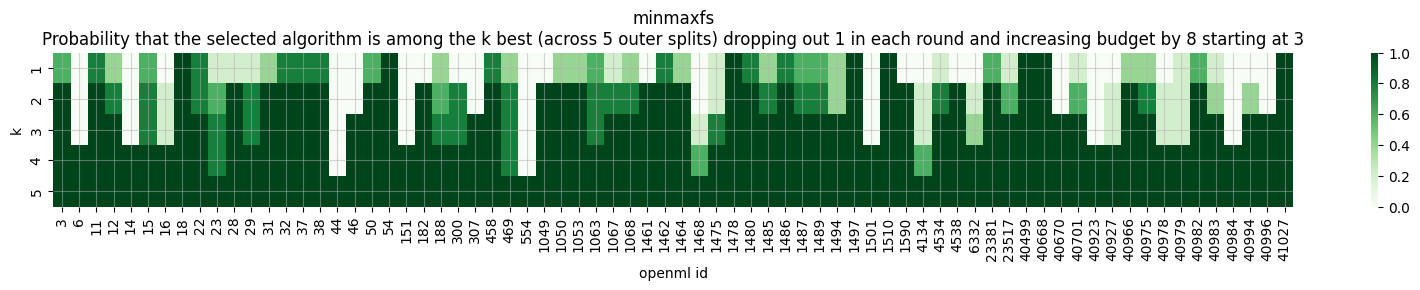 minmaxfs
Probability that the selected algorithm is among the k best (across 5 outer splits) dropping out 1 in each round and increasing budget by 8 starting at 3
k
1
2
3
4
5
3 6 11 12 14 15 16 18 22 23 28 29 31 32 37 38 44 46 50 54 151 182 188 300 307 458 469 554 1049 1050 1053 1063 1067 1068 1461 1462 1464 1468 1475 1478 1480 1485 1486 1487 1489 1494 1497 1501 1510 1590 4134 4534 4538 6332 23381 23517 40499 40668 40670 40701 40923 40927 40966 40975 40978 40979 40982 40983 40984 40994 40996 41027
openml id
1.0
0.8
0.6
0.4
0.2
0.0